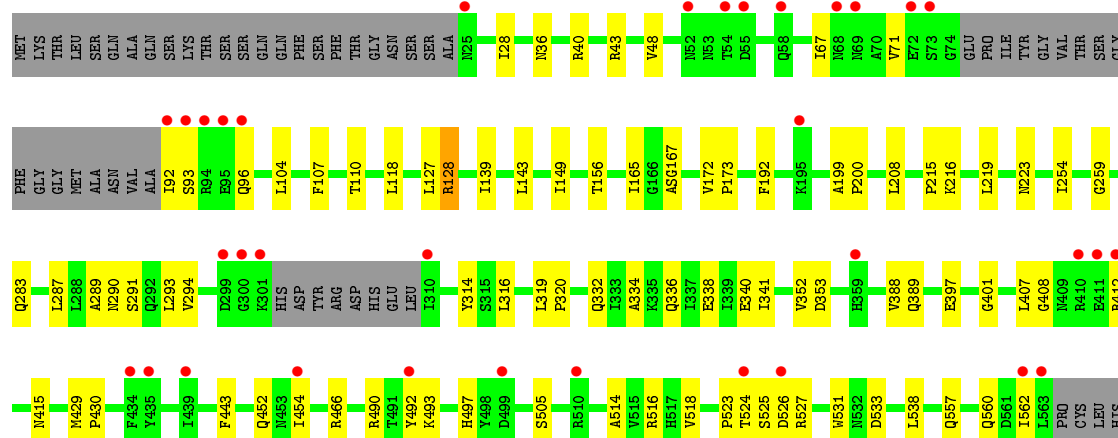 MET LYS THR LEU SER GLN ALA GLN SER LYS THR SER SER GLN GLN PHE SER PHE THR GLY ASN SER SER ALA N25 I28 N36 R40 R43 V48 N52 N53 T54 D55 Q58 I67 N68 N69 A70 V71 E72 S73 G74 GLU PRO ILE TYR GLY VAL THR SER GLY
PHE GLY GLY MET ALA ASN VAL ALA I92 S93 R94 E95 Q96 L104 F107 T110 L118 L127 R128 I139 L143 I149 T156 I165 G166 ASG167 V172 P173 F192 K195 A199 P200 L208 P215 K216 L219 N223 I254 G259
Q283 L287 L288 A289 N290 S291 Q292 L293 V294 D299 G300 K301 HIS ASP TYR ARG ASP HIS GLU LEU I310 Y314 S315 L316 L319 P320 Q332 I333 A334 K335 Q336 I337 E338 I339 E340 I341 V352 D353 H359 V388 Q389 E397 G401 L407 G408 N409 R410 E411
N415 M429 P430 F434 Y435 I439 F443 Q452 N453 I454 R466 R490 T491 Y492 K493 H497 Y498 D499 S505 R510 A514 V515 R516 H517 V518 P523 T524 S525 D526 R527 W531 N532 D533 L538 Q557 Q560 D561 I562 L563 PRO CYS LEU